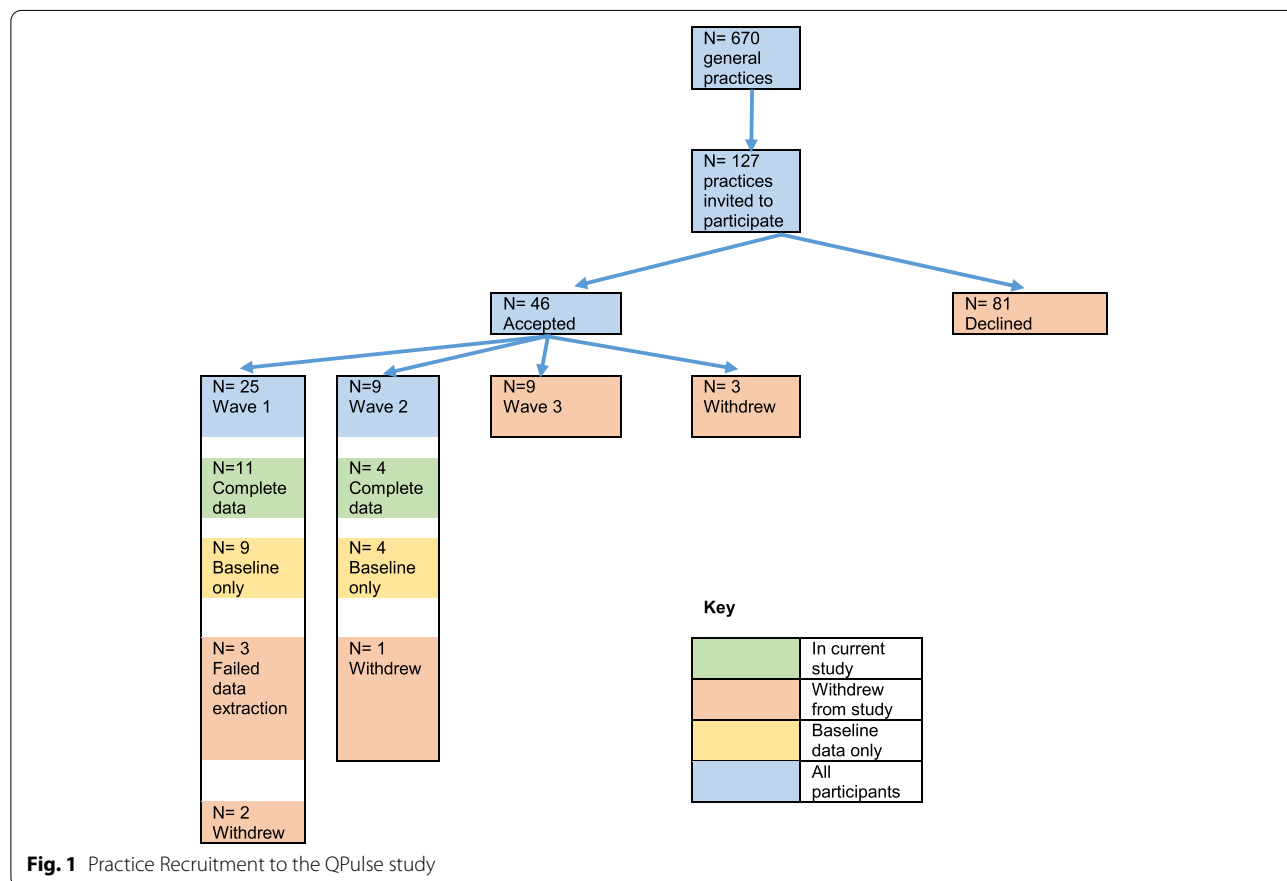 N= 670
general
practices
N= 127
practices
invited to
participate
N= 46
Accepted
N= 81
Declined
N= 25
Wave 1
N=9
Wave 2
N=9
Wave 3
N= 3
Withdrew
N=11
Complete
data
N= 4
Complete
data
N= 9
Baseline
only
N= 4
Baseline
only
N= 3
Failed
data
extraction
N= 1
Withdrew
N= 2
Withdrew
Key
In current
study
Withdrew
from study
Baseline
data only
All
participants
Fig. 1 Practice Recruitment to the QPulse study